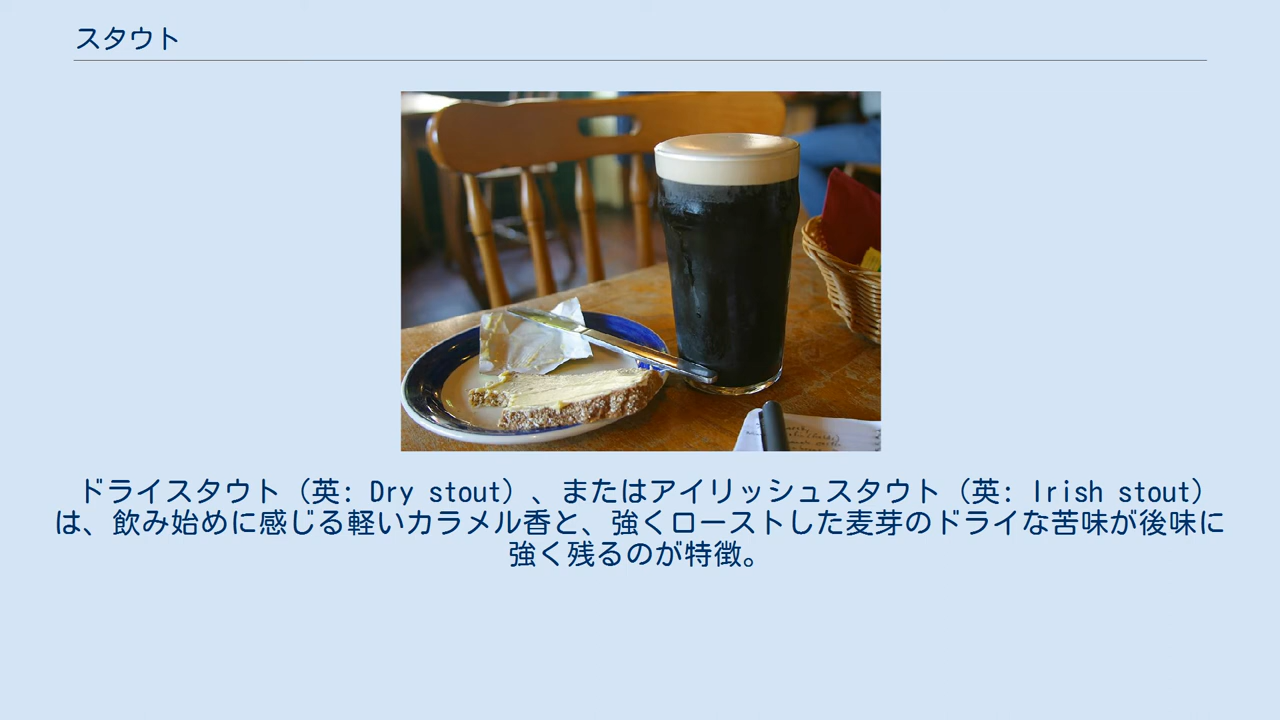 スタウト
ドライスタウト（英: Dry stout）、またはアイリッシュスタウト（英: Irish stout）
は、飲み始めに感じる軽いカラメル香と、強くローストした麦芽のドライな苦味が後味に
強く残るのが特徴。